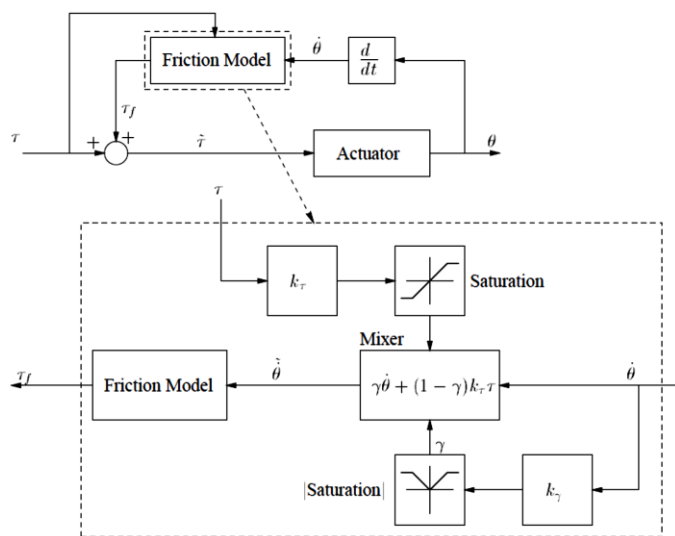 Friction Model
θ̇
d
dt
τ_f
τ
+
+
τ̃
Actuator
θ
τ
k_τ
Saturation
Mixer
τ_f
Friction Model
θ̇̃
γθ̇ + (1 − γ)k_τ τ
θ̇
γ
|Saturation|
k_γ